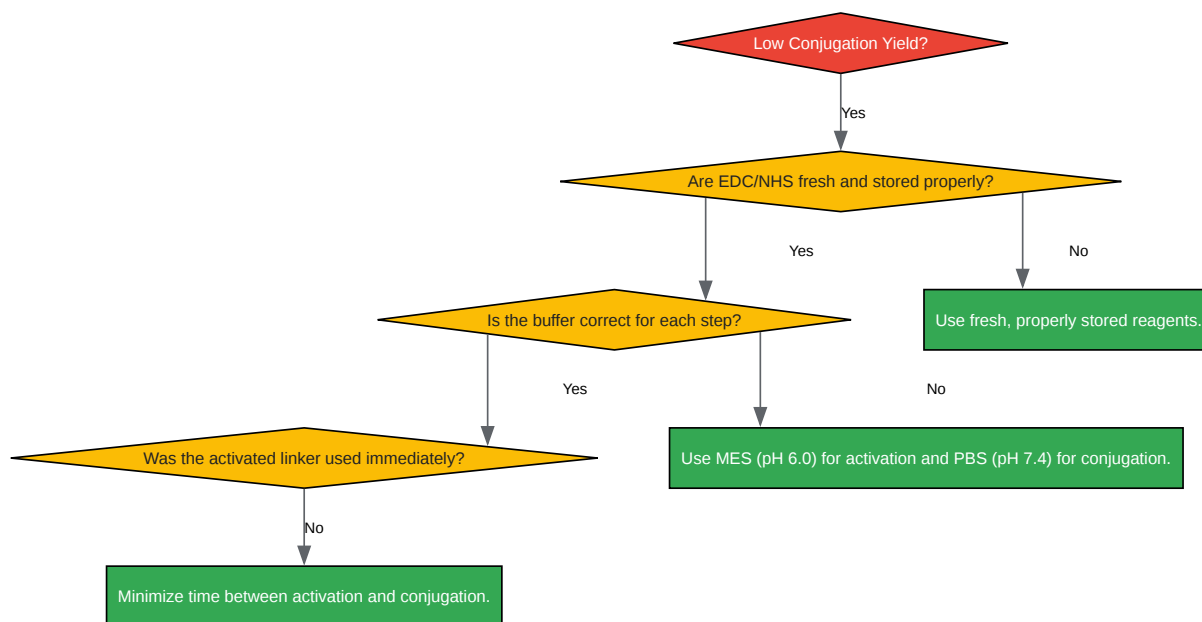 Low Conjugation Yield?
Yes
Are EDC/NHS fresh and stored properly?
Yes
No
Is the buffer correct for each step?
Use fresh, properly stored reagents.
Yes
No
Was the activated linker used immediately?
Use MES (pH 6.0) for activation and PBS (pH 7.4) for conjugation.
No
Minimize time between activation and conjugation.